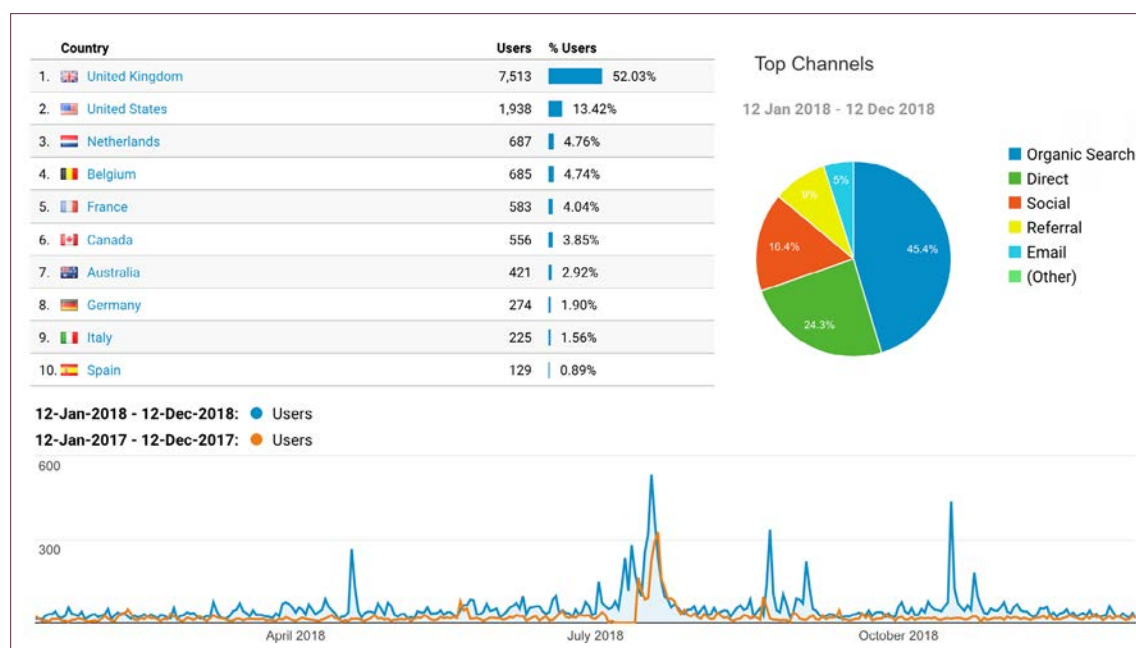 Country Users % Users
1. United Kingdom 7,513 52.03%
2. United States 1,938 13.42%
3. Netherlands 687 4.76%
4. Belgium 685 4.74%
5. France 583 4.04%
6. Canada 556 3.85%
7. Australia 421 2.92%
8. Germany 274 1.90%
9. Italy 225 1.56%
10. Spain 129 0.89%
Top Channels
12 Jan 2018 - 12 Dec 2018
Organic Search
Direct
Social
Referral
Email
(Other)
45.4%
24.3%
16.4%
9%
5%
12-Jan-2018 - 12-Dec-2018: Users
12-Jan-2017 - 12-Dec-2017: Users
600
300
April 2018 July 2018 October 2018